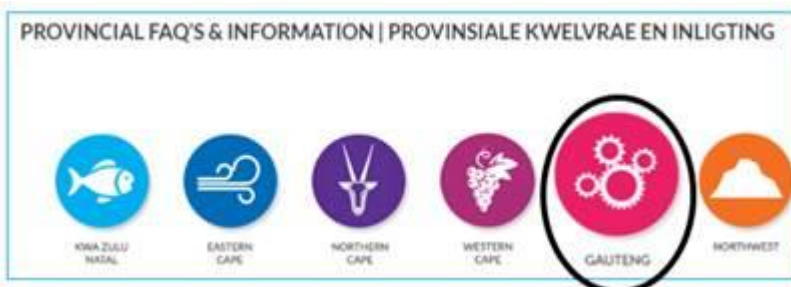 PROVINCIAL FAQ'S & INFORMATION | PROVINSIALE KWELVRAE EN INLIGTING
KWA ZULU
NATAL
EASTERN
CAPE
NORTHERN
CAPE
WESTERN
CAPE
GAUTENG
NORTHWEST